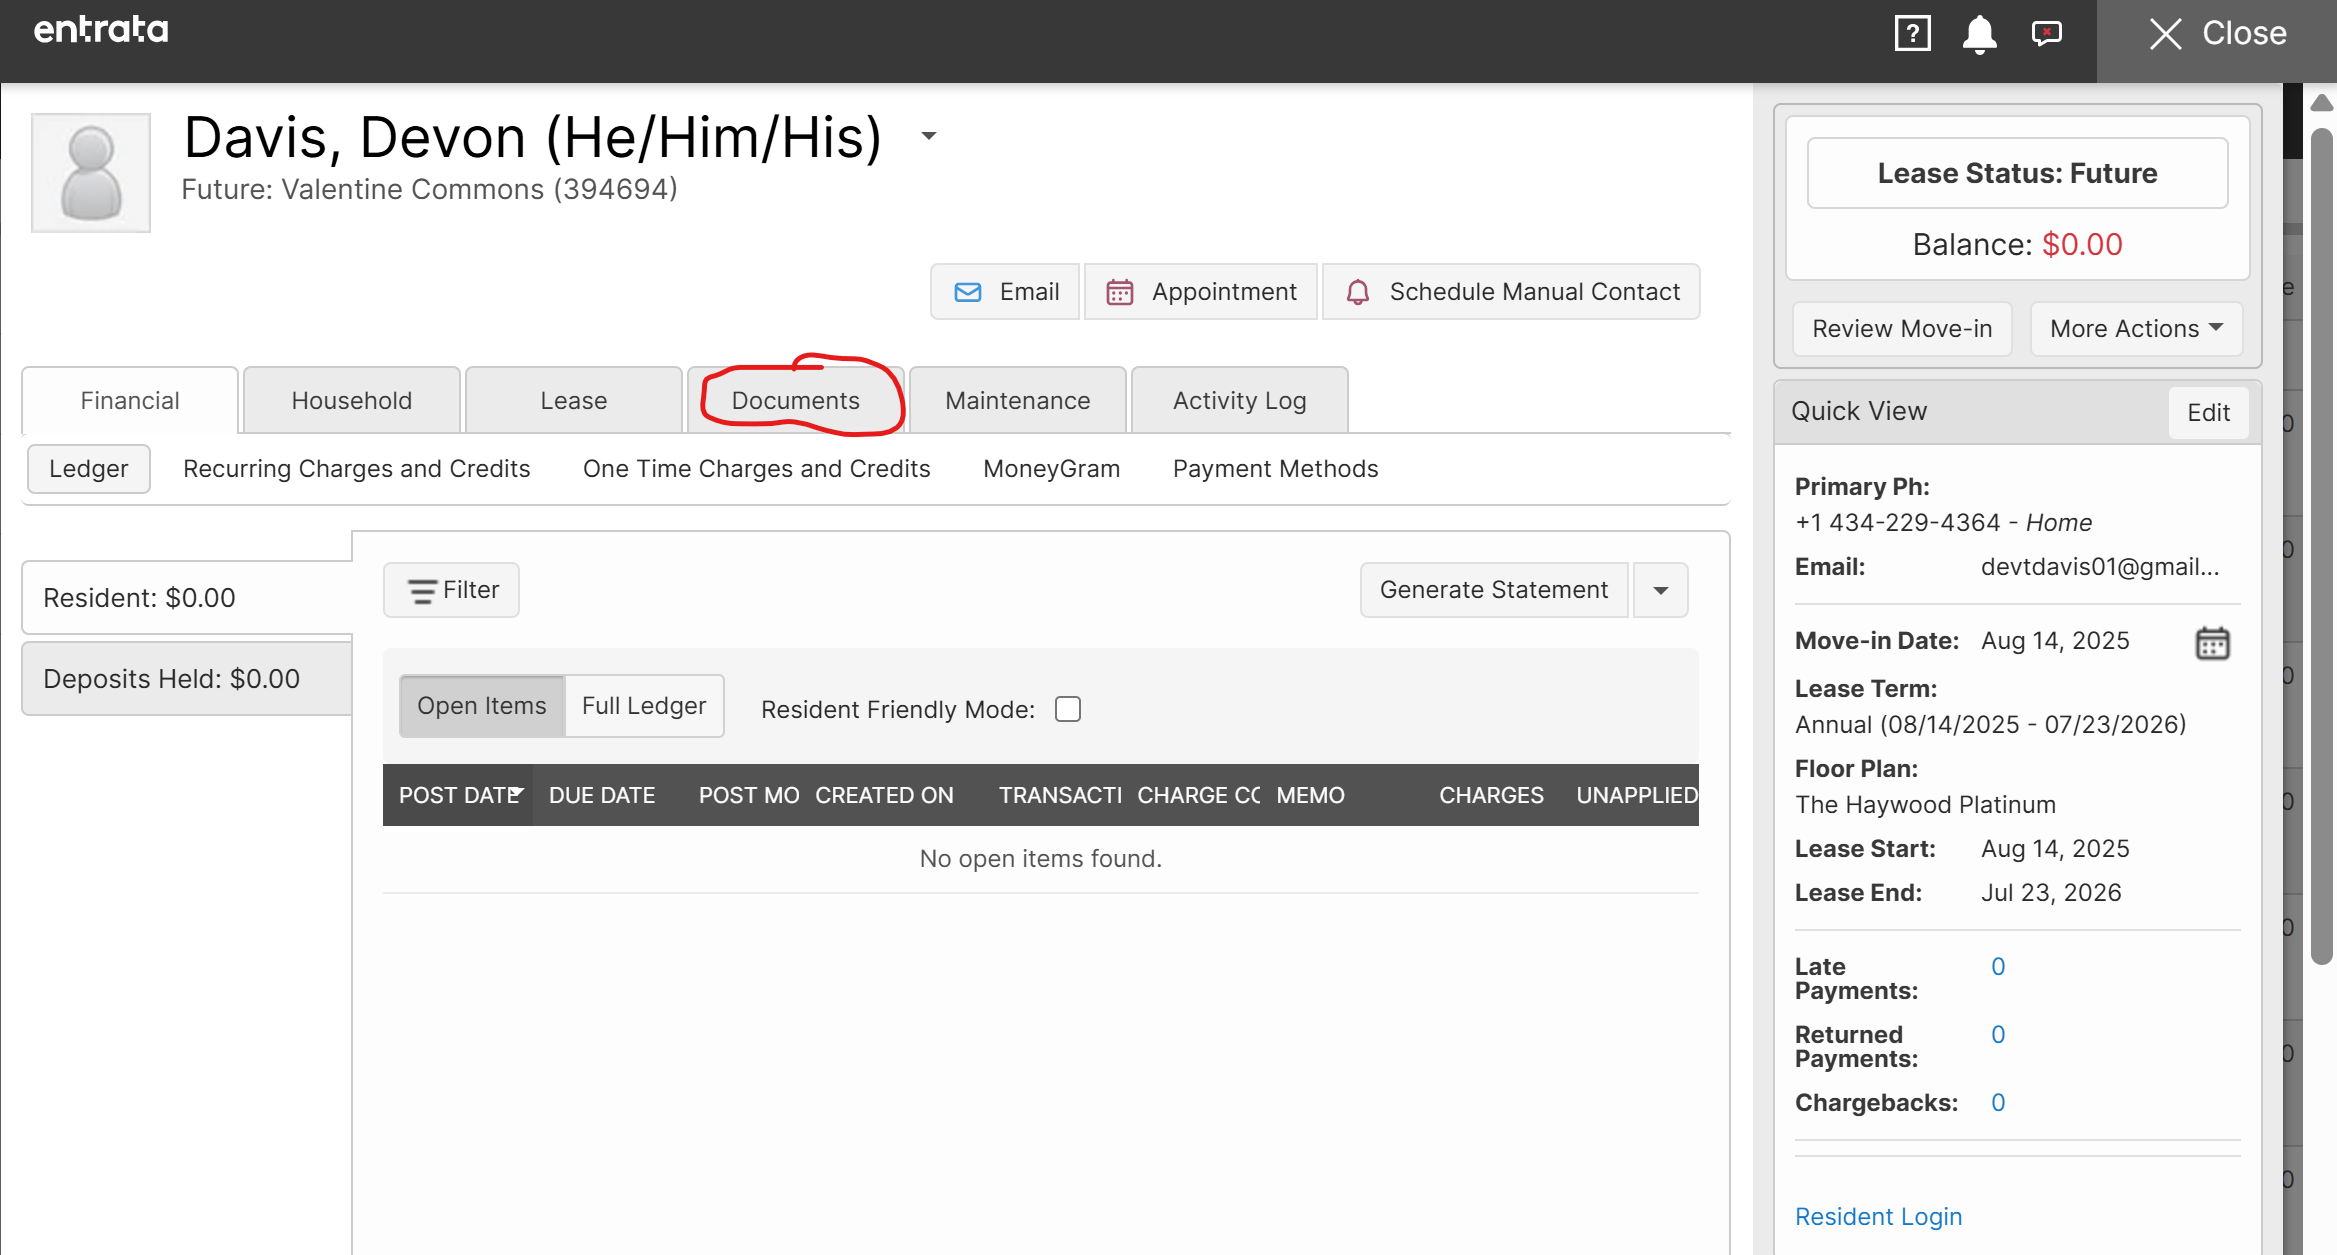 entrata
? Close
Davis, Devon (He/Him/His)
Future: Valentine Commons (394694)
Email
Appointment
Schedule Manual Contact
Lease Status: Future
Balance: $0.00
Review Move-in
More Actions
Financial
Household
Lease
Documents
Maintenance
Activity Log
Ledger
Recurring Charges and Credits
One Time Charges and Credits
MoneyGram
Payment Methods
Resident: $0.00
Deposits Held: $0.00
Filter
Generate Statement
Open Items
Full Ledger
Resident Friendly Mode:
POST DATE DUE DATE POST MO CREATED ON TRANSACTI CHARGE CO MEMO CHARGES UNAPPLIED
No open items found.
Quick View
Edit
Primary Ph:
+1 434-229-4364 - Home
Email: devtdavis01@gmail...
Move-in Date: Aug 14, 2025
Lease Term:
Annual (08/14/2025 - 07/23/2026)
Floor Plan:
The Haywood Platinum
Lease Start: Aug 14, 2025
Lease End: Jul 23, 2026
Late
Payments: 0
Returned
Payments: 0
Chargebacks: 0
Resident Login